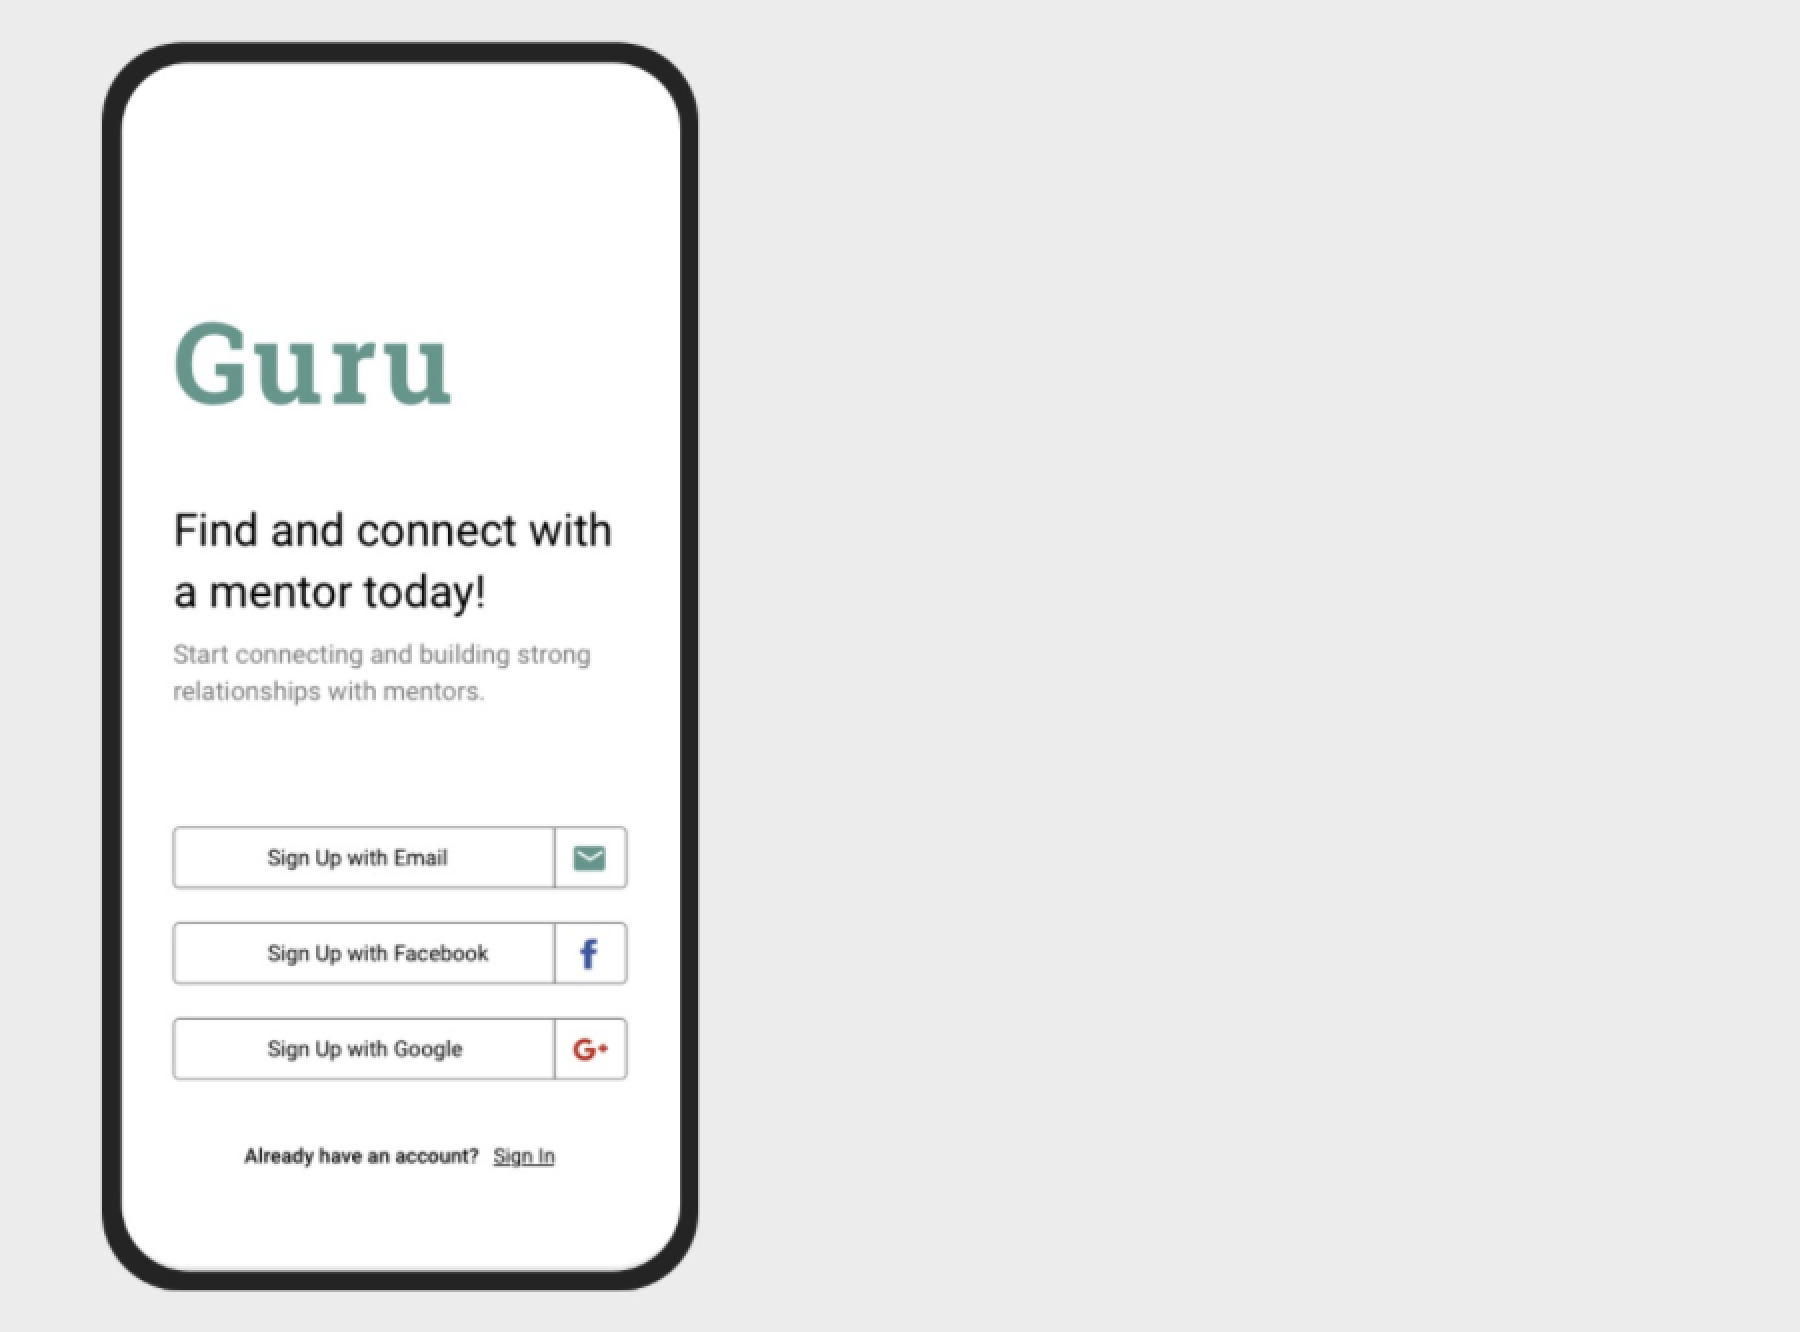 Guru
Find and connect with
a mentor today!
Start connecting and building strong
relationships with mentors.
Sign Up with Email
Sign Up with Facebook
f
Sign Up with Google
G+
Already have an account? Sign In